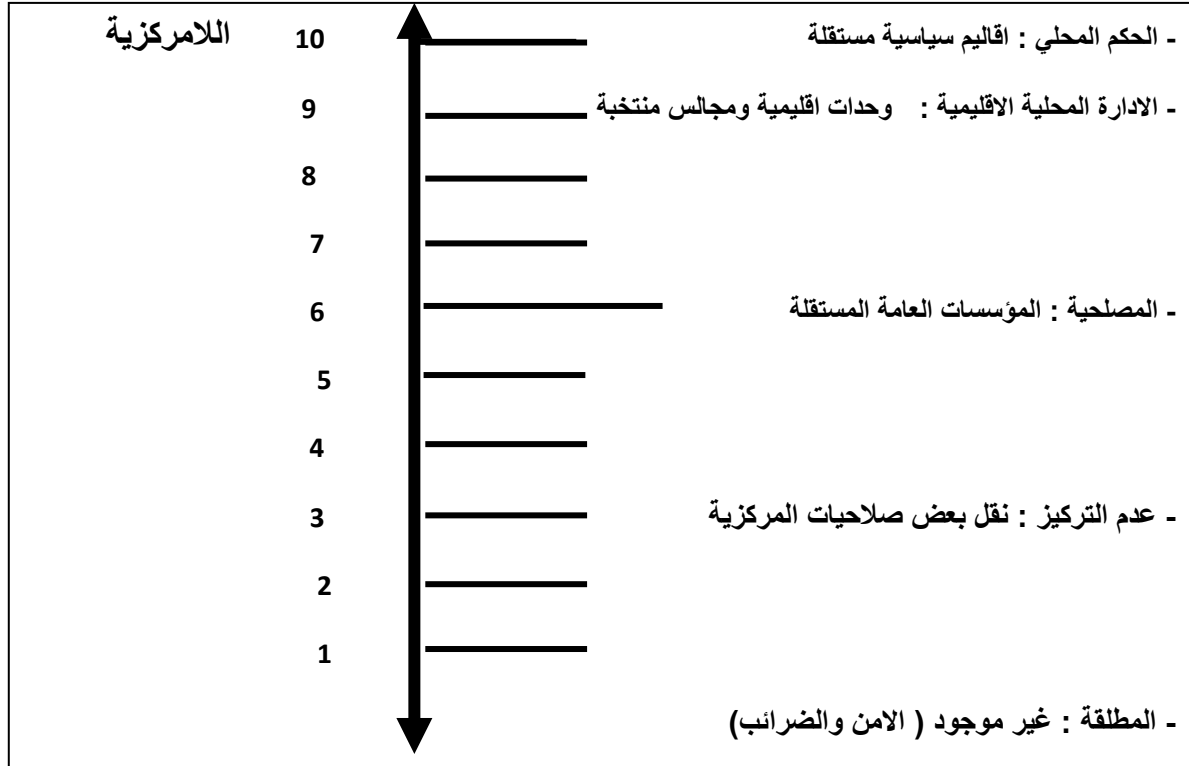 اللامركزية
10
- الحكم المحلي : اقاليم سياسية مستقلة
9
- الادارة المحلية الاقليمية : وحدات اقليمية ومجالس منتخبة
8
7
6
- المصلحية : المؤسسات العامة المستقلة
5
4
3
- عدم التركيز : نقل بعض صلاحيات المركزية
2
1
- المطلقة : غير موجود ( الامن والضرائب)